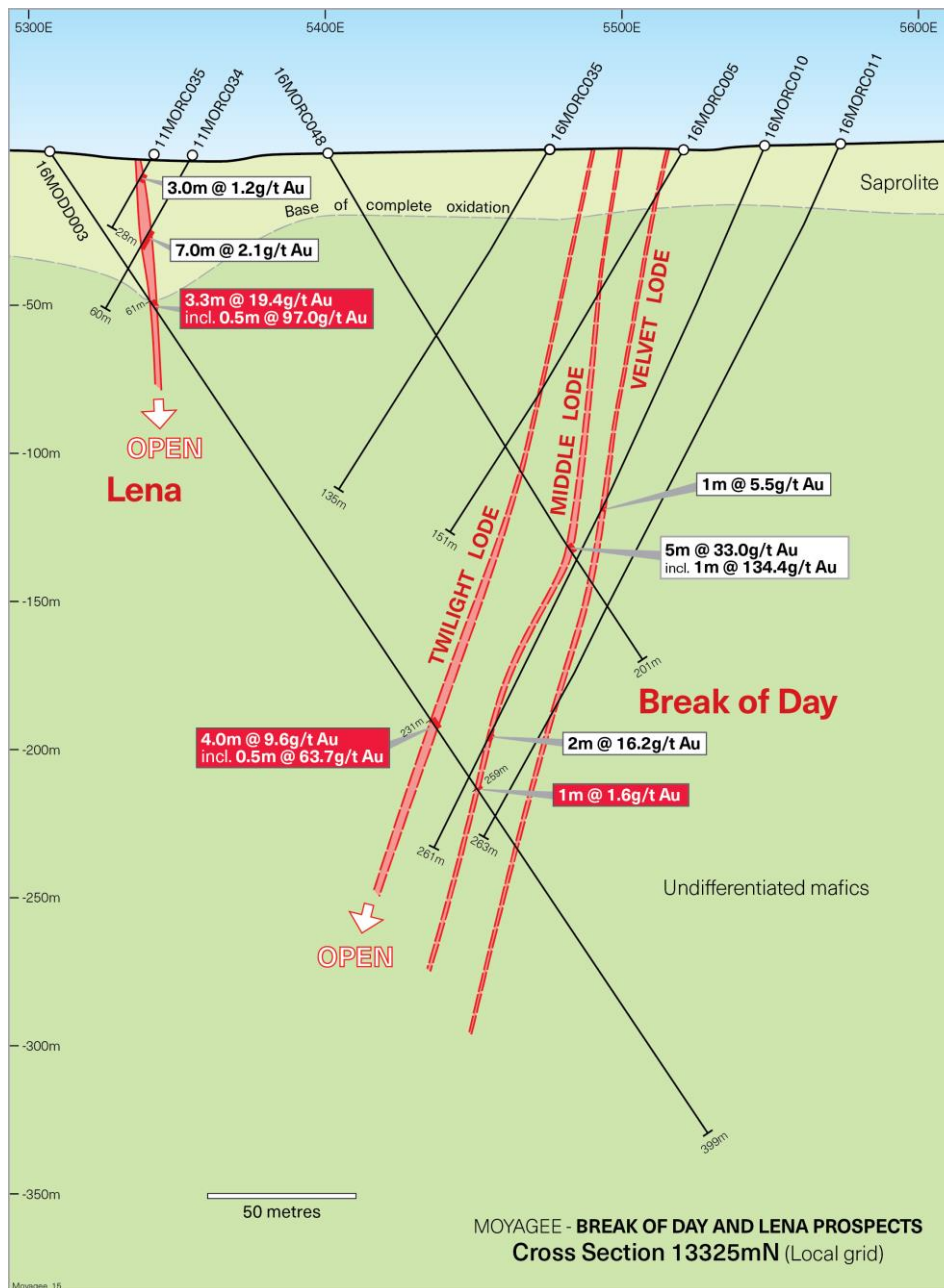 5300E
5400E
5500E
5600E
16MODD003
11MORC035
11MORC034
16MORC048
16MORC035
16MORC005
16MORC010
16MORC011
3.0m @ 1.2g/t Au
Saprolite
Base of complete oxidation
28m
7.0m @ 2.1g/t Au
-50m
60m
61m
3.3m @ 19.4g/t Au
incl. 0.5m @ 97.0g/t Au
VELVET LODE
MIDDLE LODE
OPEN
-100m
Lena
135m
151m
1m @ 5.5g/t Au
5m @ 33.0g/t Au
incl. 1m @ 134.4g/t Au
-150m
TWILIGHT LODE
201m
Break of Day
231m
4.0m @ 9.6g/t Au
incl. 0.5m @ 63.7g/t Au
2m @ 16.2g/t Au
-200m
259m
1m @ 1.6g/t Au
261m
263m
Undifferentiated mafics
-250m
OPEN
-300m
399m
-350m
50 metres
MOYAGEE - BREAK OF DAY AND LENA PROSPECTS
Cross Section 13325mN (Local grid)
Moyagee_15